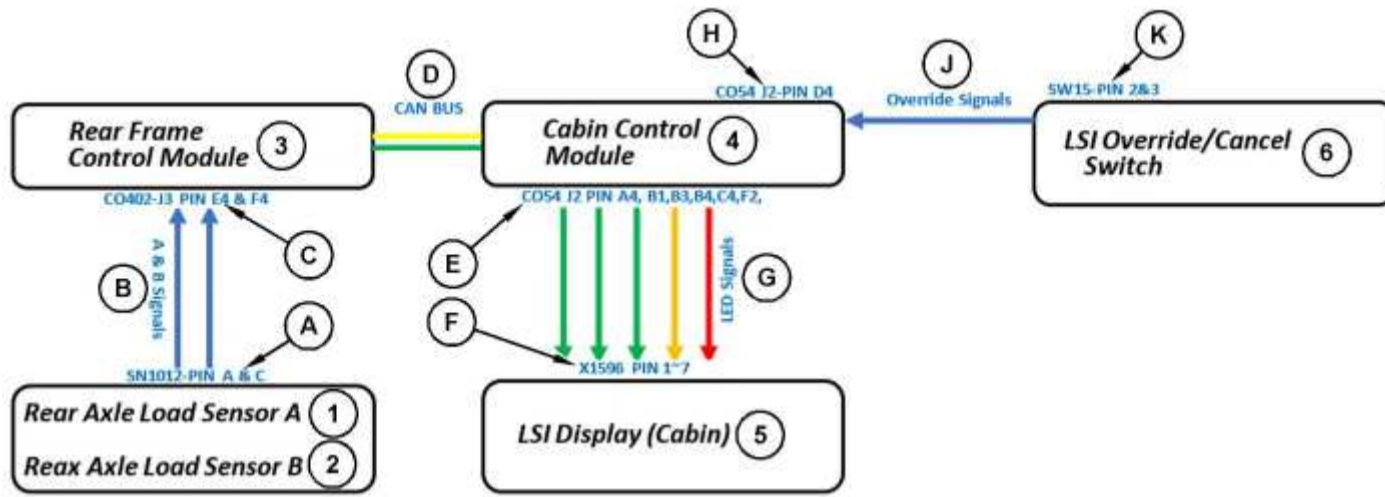 H
K
D
J
CO54 J2-PIN D4
SW15-PIN 2&3
CAN BUS
Override Signals
Rear Frame
Control Module
3
Cabin Control
Module
4
LSI Override/Cancel
Switch
6
CO402-J3 PIN E4 & F4
CO54 J2 PIN A4, B1,B3,B4,C4,F2,
C
E
B
A & B Signals
G
LED Signals
A
F
SN1012-PIN A & C
X1596 PIN 1~7
Rear Axle Load Sensor A
1
Reax Axle Load Sensor B
2
LSI Display (Cabin)
5